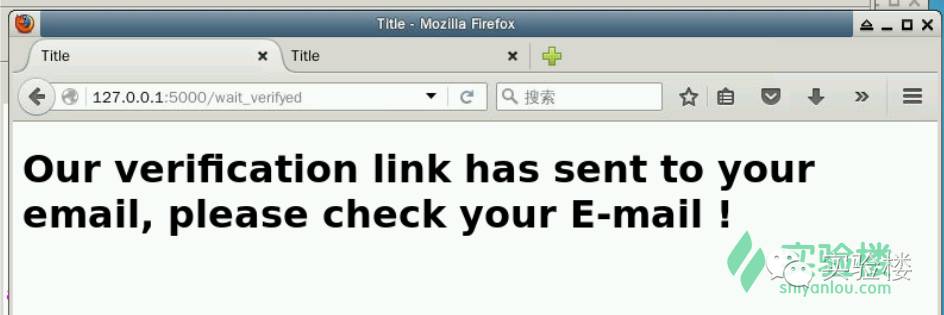 Title - Mozilla Firefox
Title
Title
127.0.0.1:5000/wait_verifyed
搜索
Our verification link has sent to your
email, please check your E-mail !
实验楼
实验楼
shiyanlou.com